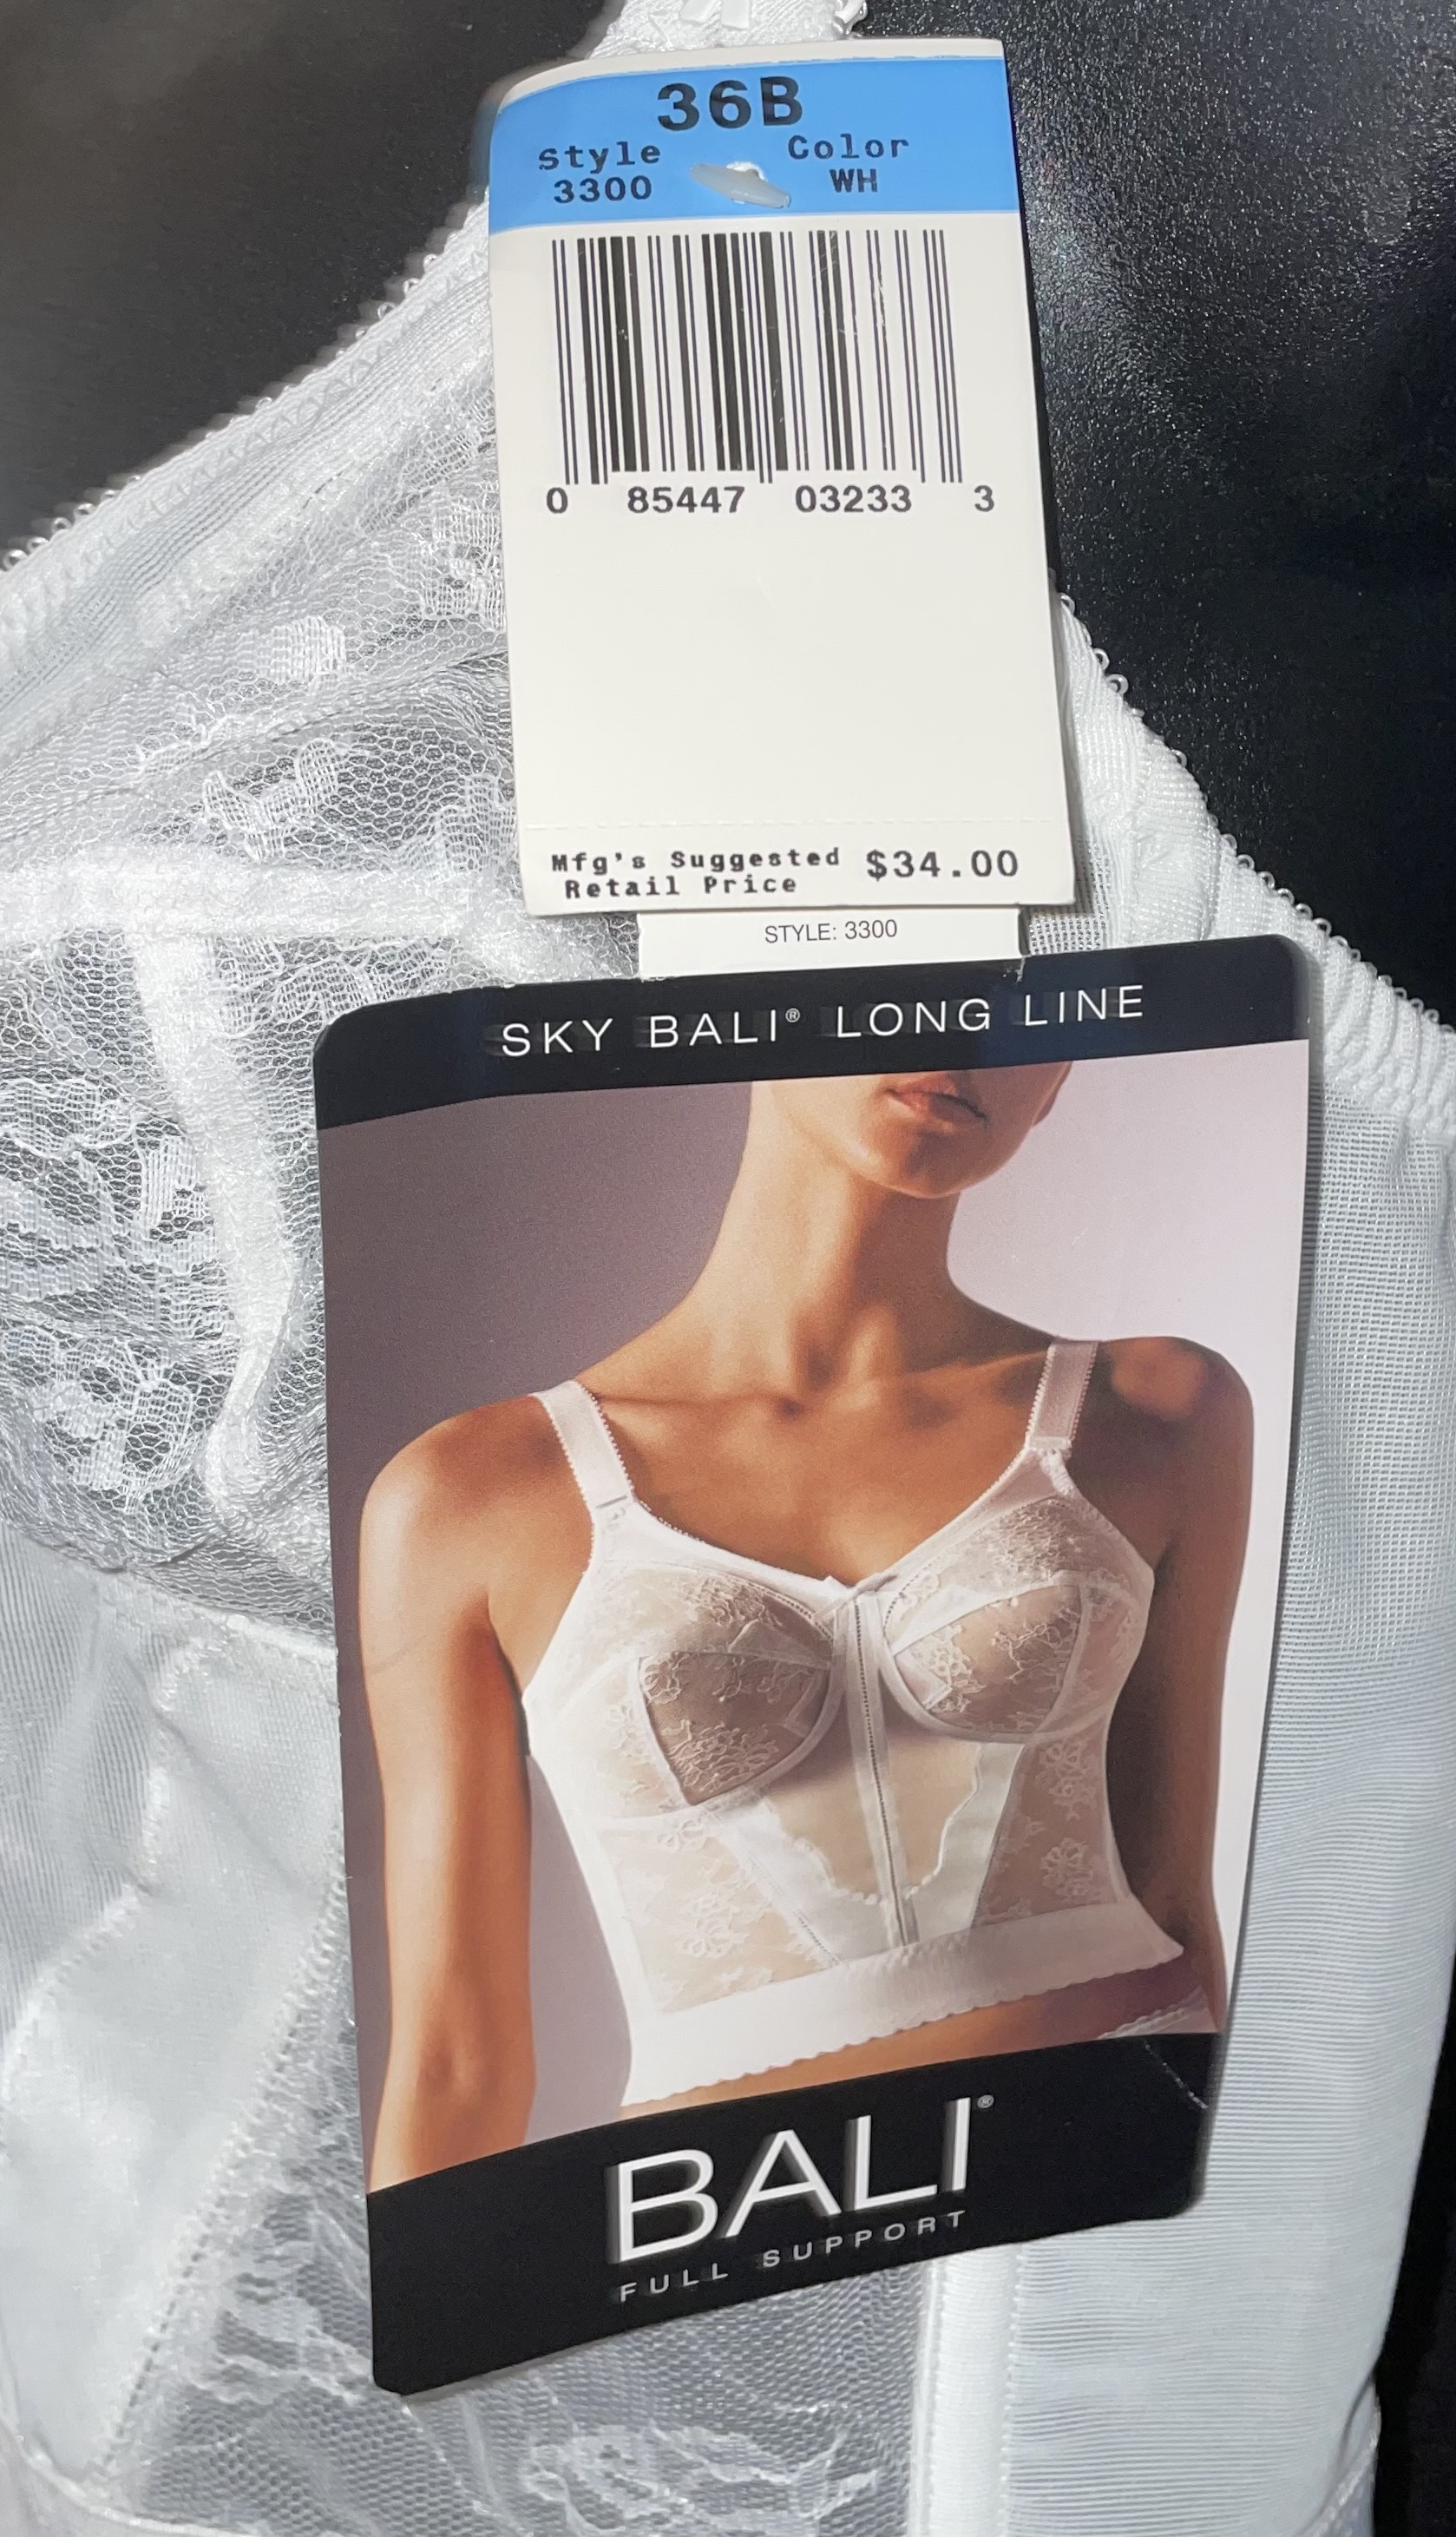 36B
Style Color
3300 WH
0 85447 03233 3
Mfg's Suggested $34.00
Retail Price
STYLE: 3300
SKY BALI® LONG LINE
BALI®
FULL SUPPORT